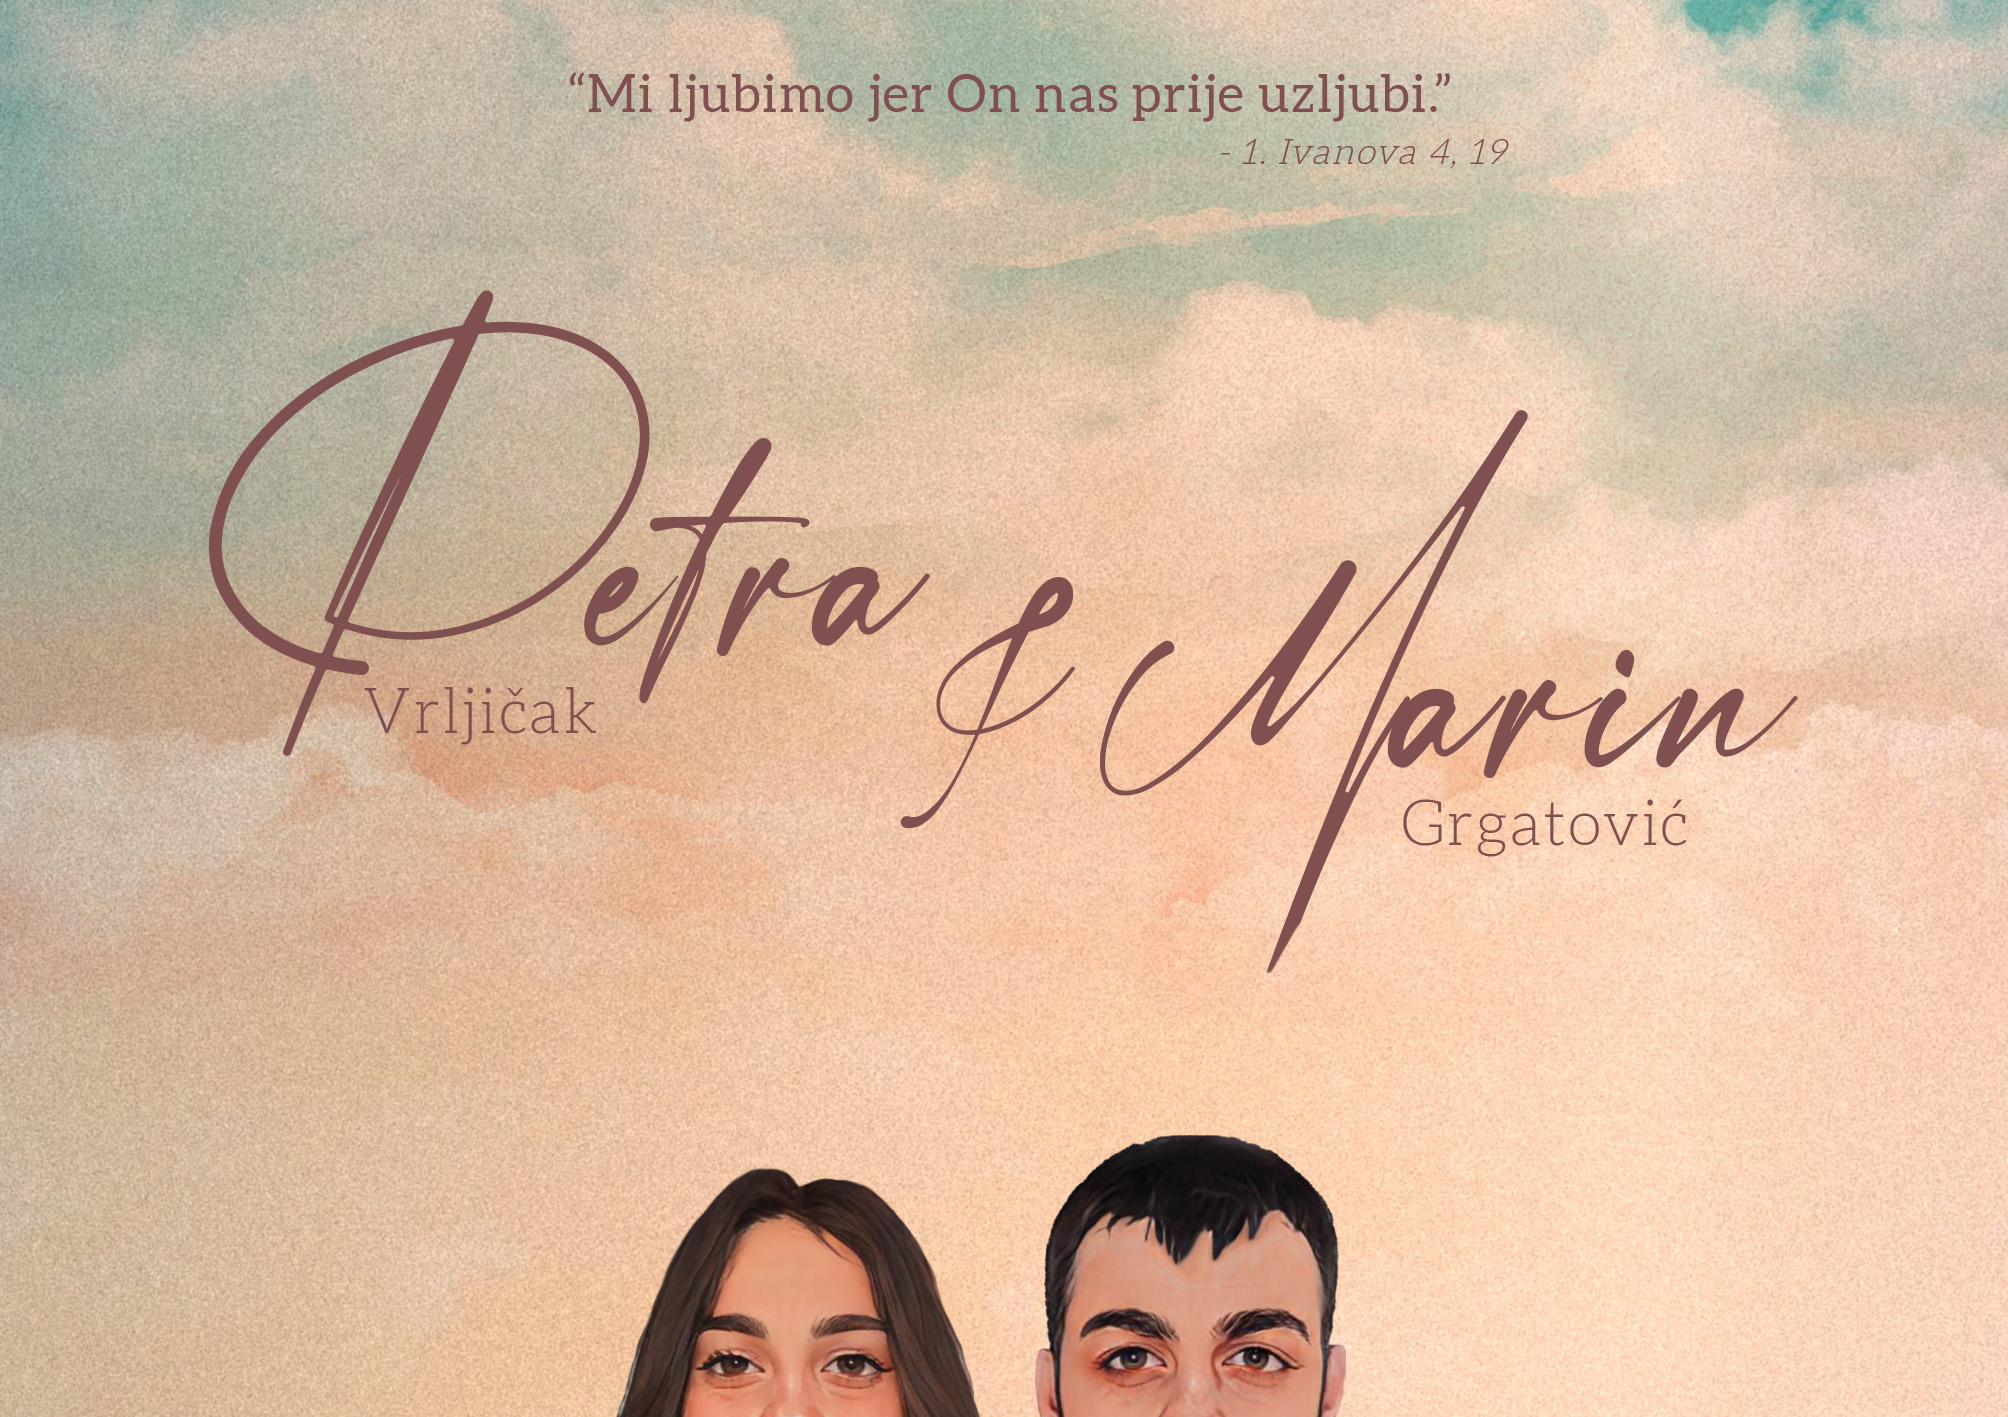 “Mi ljubimo jer On nas prije uzljubi.”
- 1. Ivanova 4, 19
Petra & Marin
Vrljičak
Grgatović